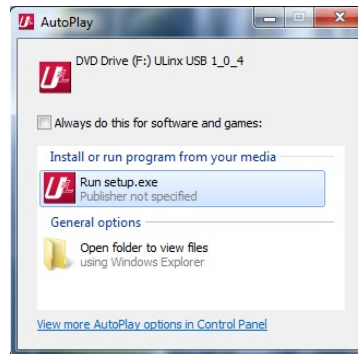 AutoPlay
DVD Drive (F:) ULinx USB 1_0_4
Always do this for software and games:
Install or run program from your media
Run setup.exe
Publisher not specified
General options
Open folder to view files
using Windows Explorer
View more AutoPlay options in Control Panel